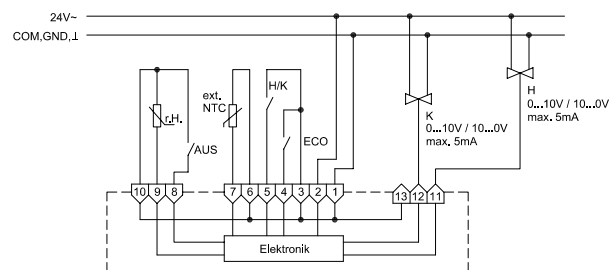 24V~
COM,GND,⊥
H/K
ext.
NTC
r.H.
AUS
ECO
K
0...10V / 10...0V
max. 5mA
H
0...10V / 10...0V
max. 5mA
10 9 8 7 6 5 4 3 2 1 13 12 11
Elektronik